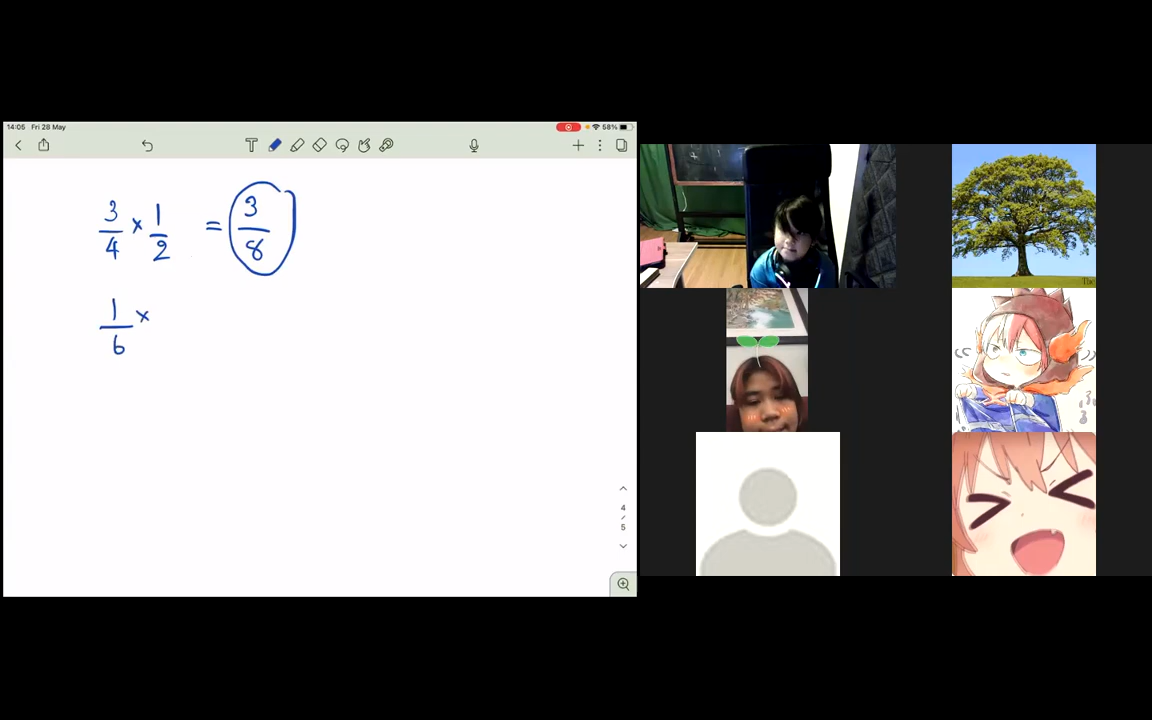 14:05 Fri 28 May
58%
T
3/4 × 1/2 = 3/8
1/6 ×
4
/
5